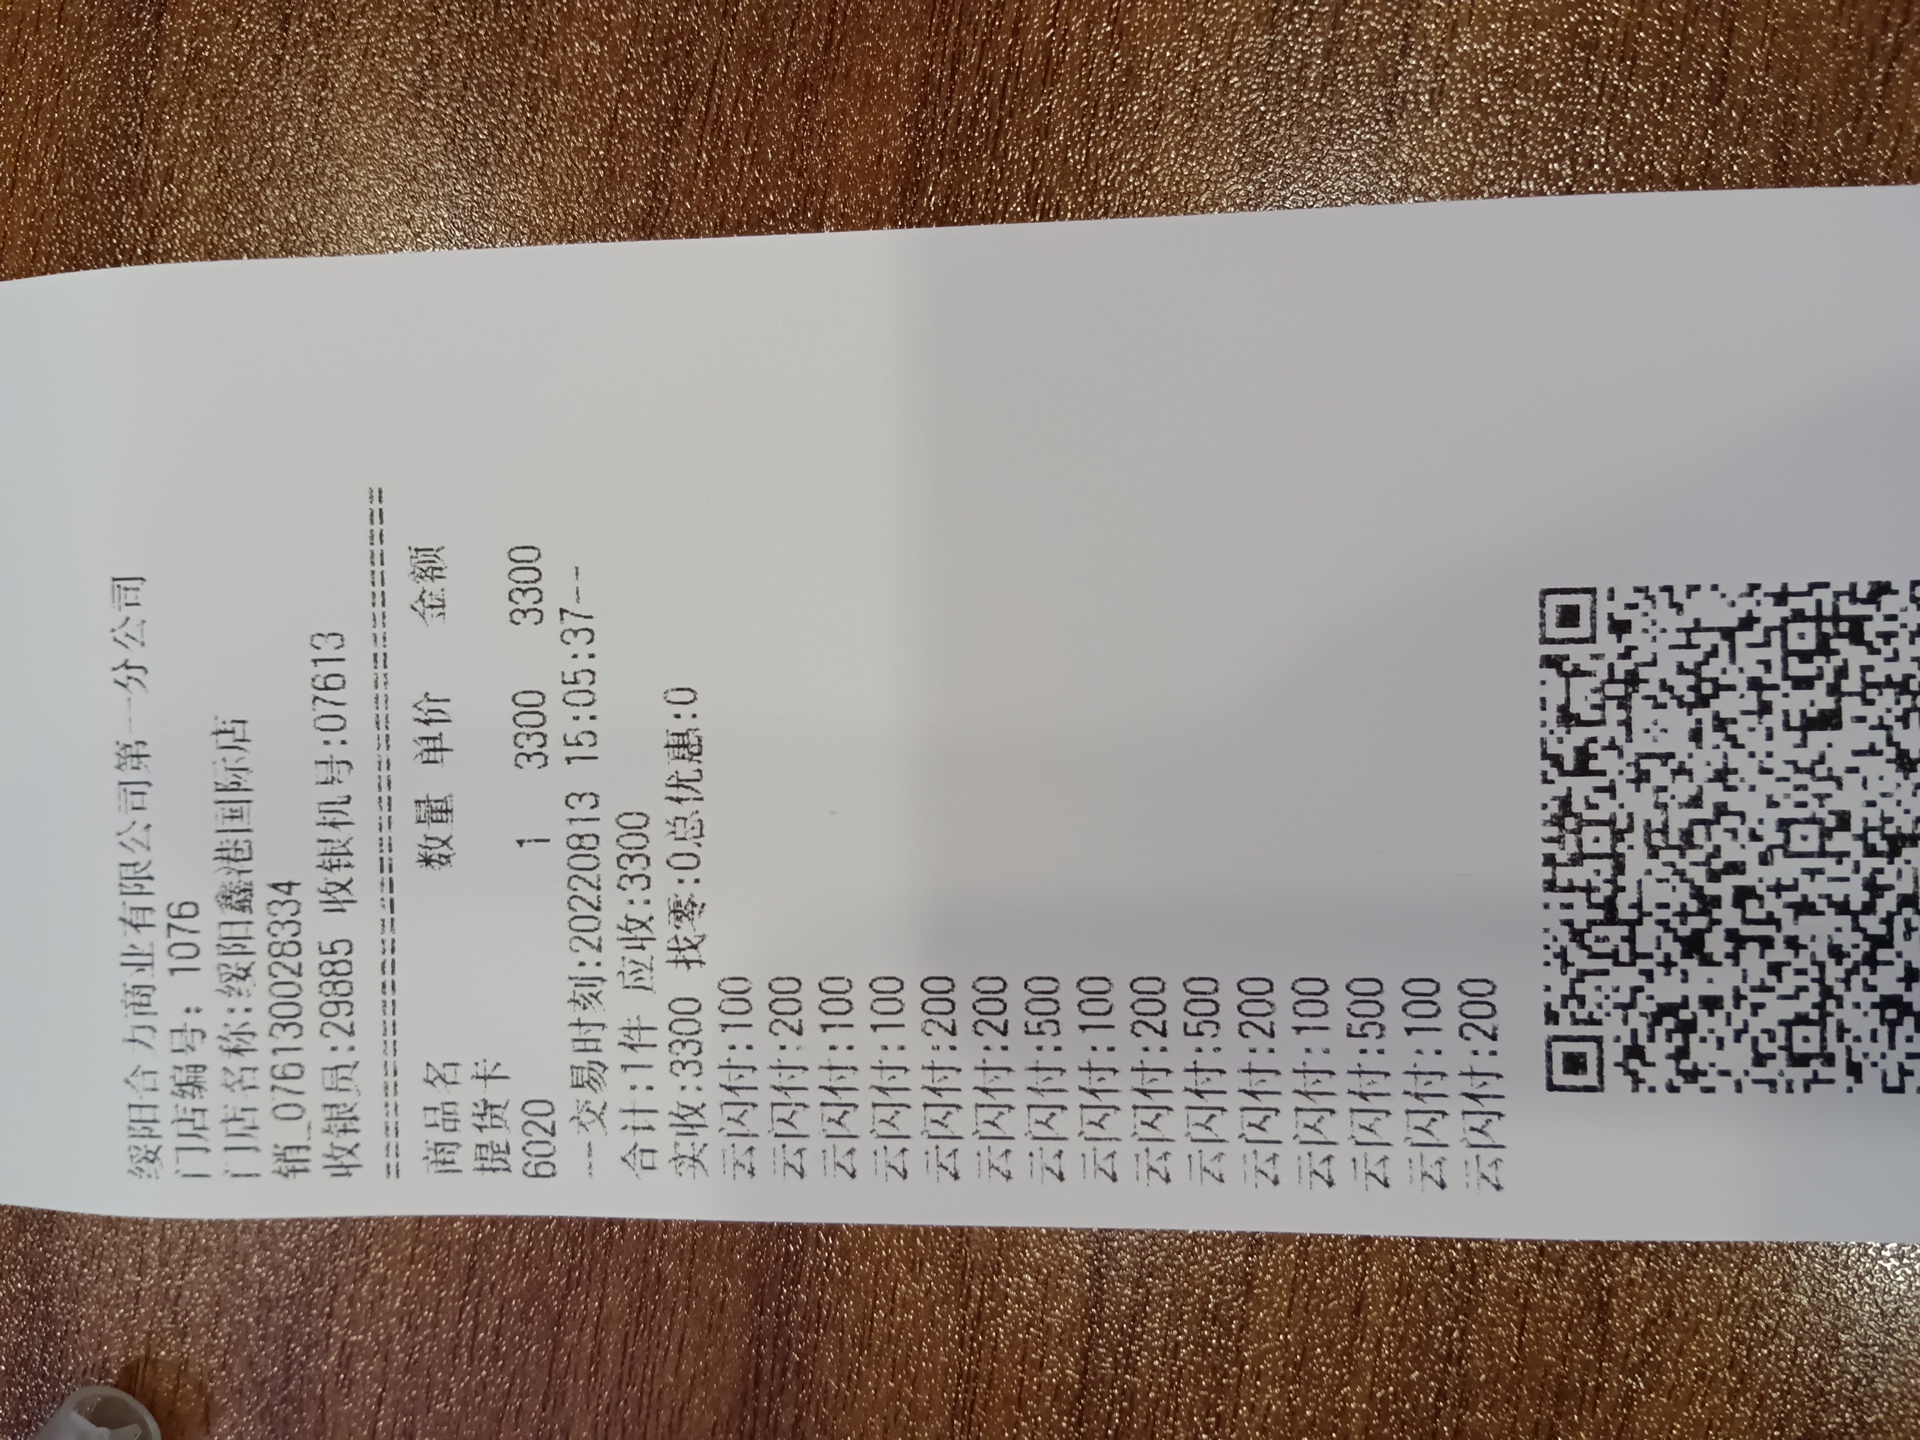 绥阳合力商业有限公司第一分公司
门店编号: 1076
门店名称:绥阳鑫港国际店
销_076130028334
收银员:29885 收银机号:07613
商品名 数量 单价 金额
提货卡
6020 1 3300 3300
---交易时刻:20220813 15:05:37--
合计:1件 应收:3300
实收:3300 找零:0总优惠:0
云闪付:100
云闪付:200
云闪付:100
云闪付:100
云闪付:200
云闪付:200
云闪付:500
云闪付:100
云闪付:200
云闪付:500
云闪付:200
云闪付:100
云闪付:500
云闪付:100
云闪付:200